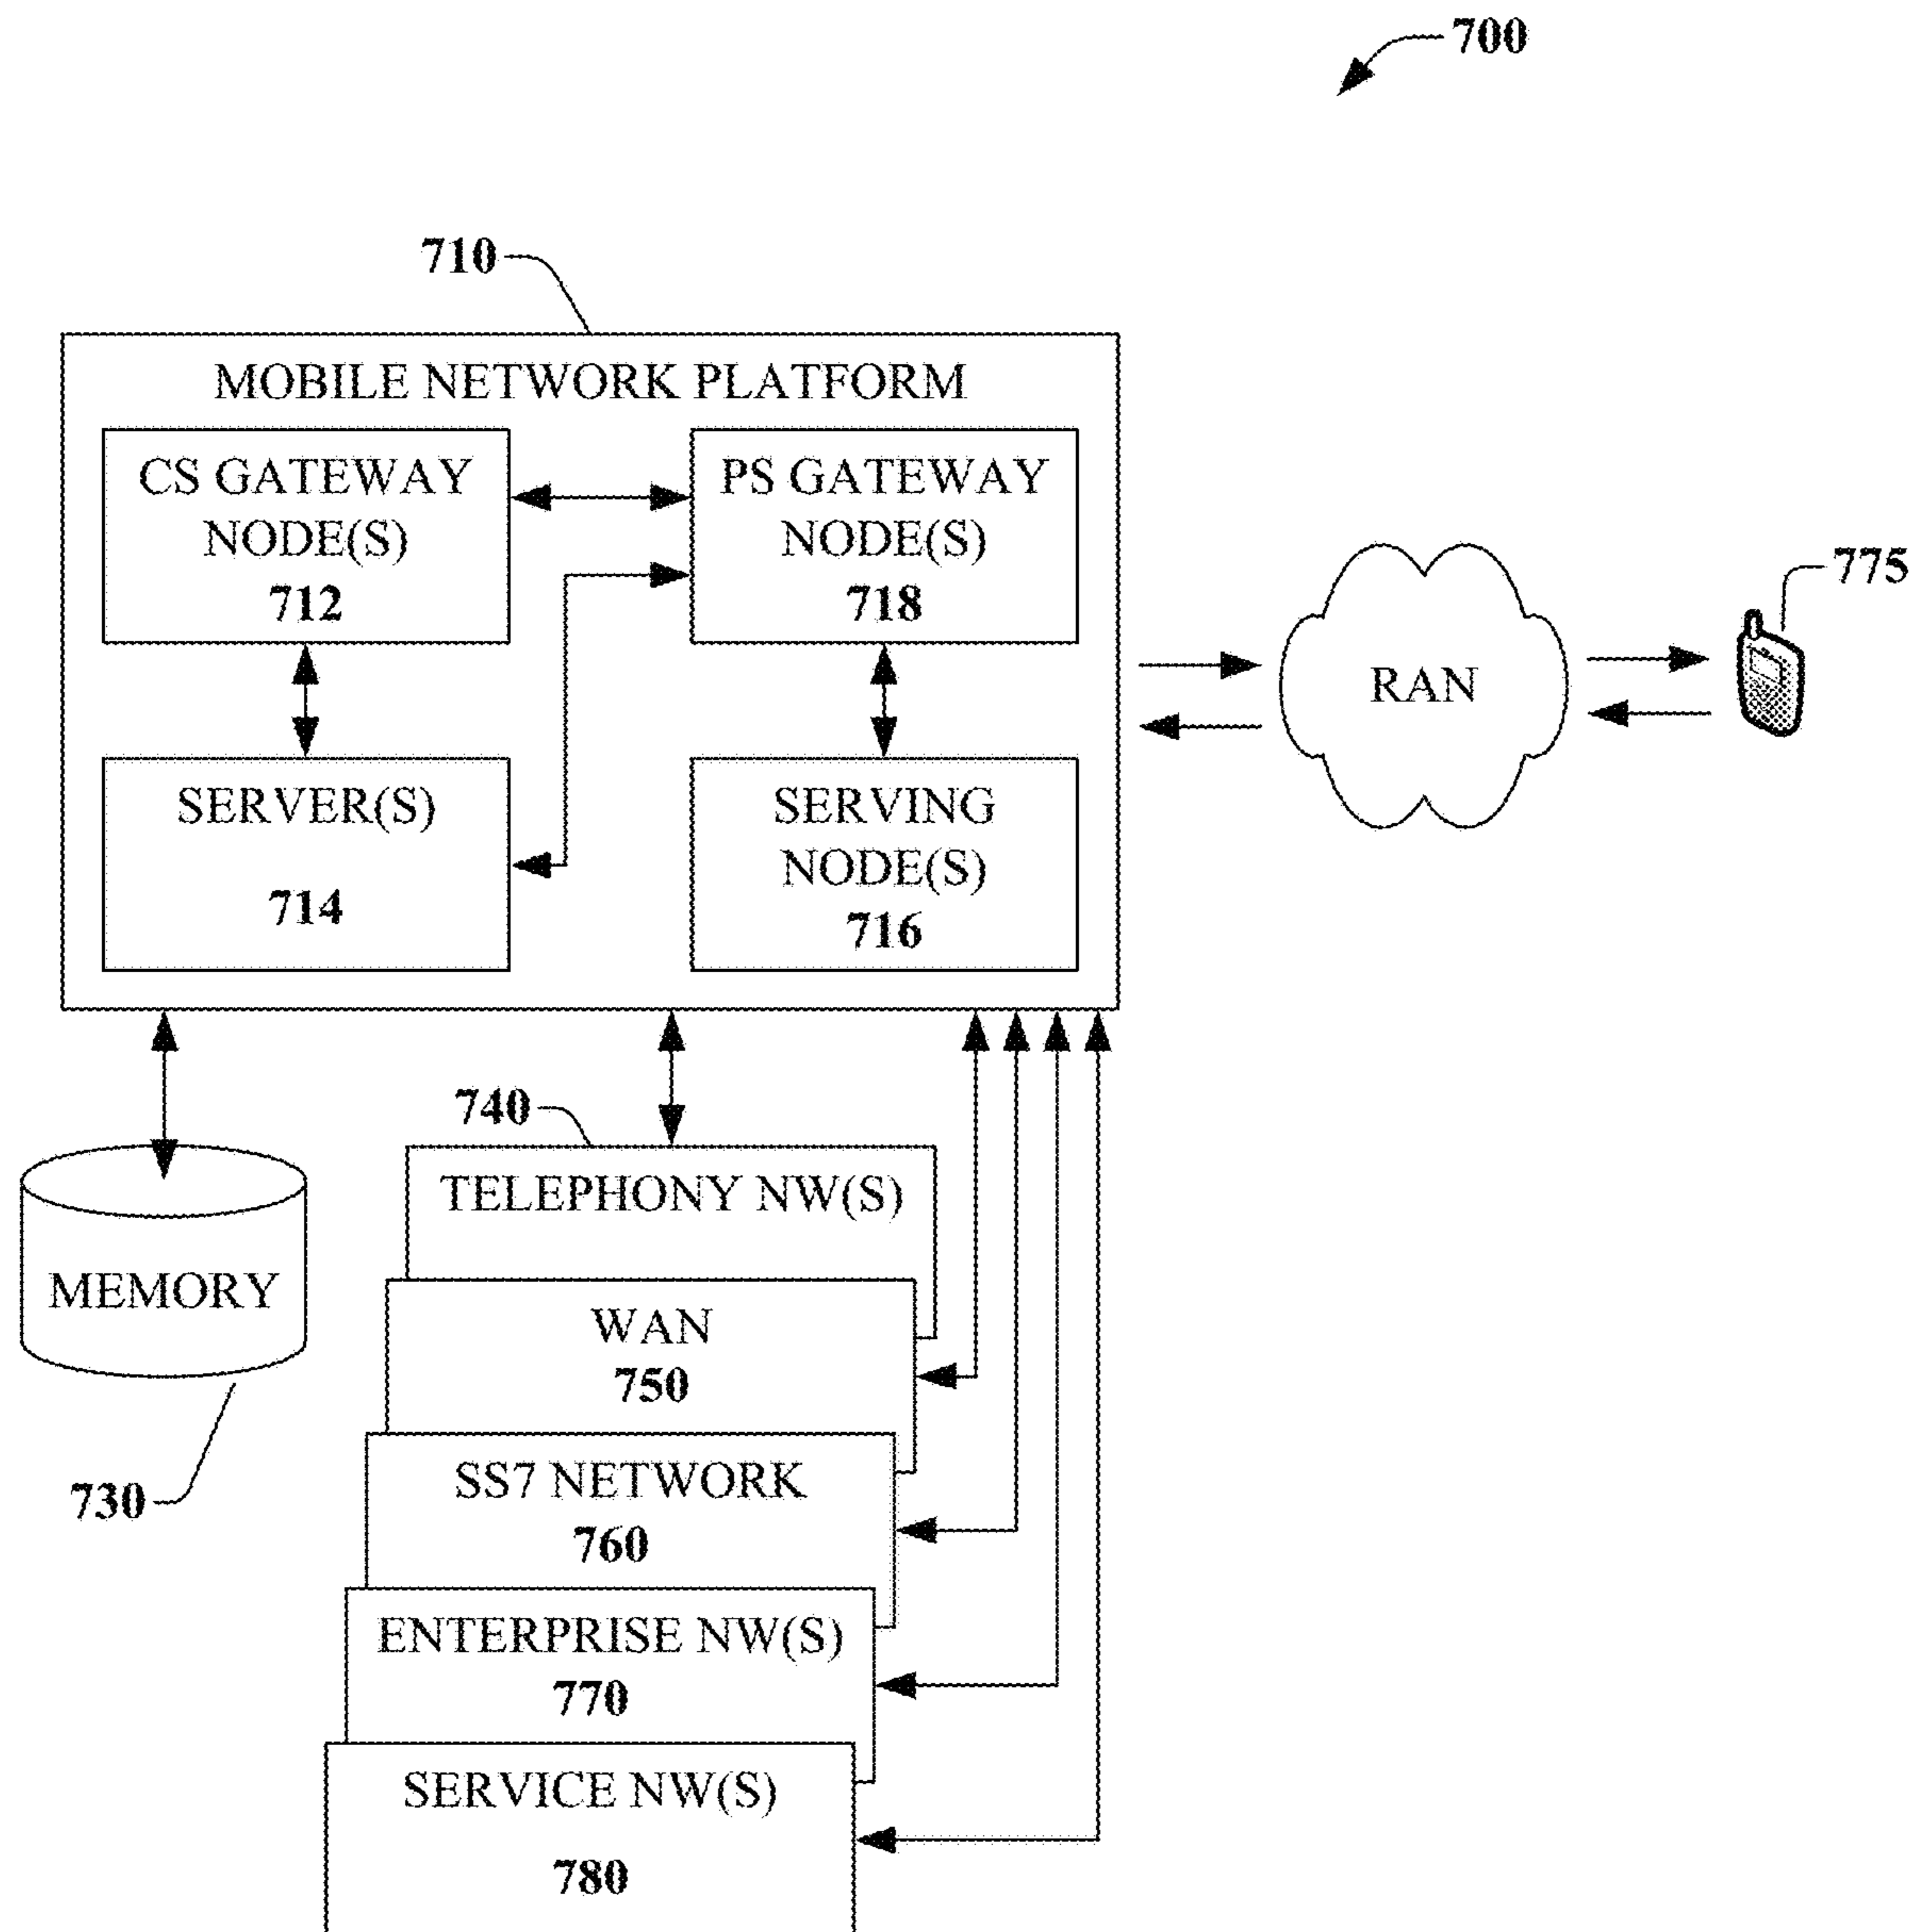 700
710
MOBILE NETWORK PLATFORM
CS GATEWAY
NODE(S)
712
PS GATEWAY
NODE(S)
718
775
RAN
SERVER(S)
714
SERVING
NODE(S)
716
740
TELEPHONY NW(S)
MEMORY
730
WAN
750
SS7 NETWORK
760
ENTERPRISE NW(S)
770
SERVICE NW(S)
780